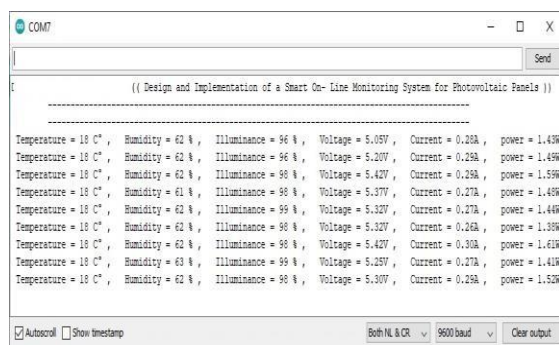 COM7
Send
(( Design and Implementation of a Smart On- Line Monitoring System for Photovoltaic Panels ))
Temperature = 18 C° , Humidity = 62 % , Illuminance = 96 % , Voltage = 5.05V , Current = 0.28A , power = 1.43W
Temperature = 18 C° , Humidity = 62 % , Illuminance = 96 % , Voltage = 5.20V , Current = 0.29A , power = 1.49W
Temperature = 18 C° , Humidity = 62 % , Illuminance = 98 % , Voltage = 5.42V , Current = 0.29A , power = 1.59W
Temperature = 18 C° , Humidity = 61 % , Illuminance = 98 % , Voltage = 5.37V , Current = 0.27A , power = 1.48W
Temperature = 18 C° , Humidity = 62 % , Illuminance = 99 % , Voltage = 5.32V , Current = 0.27A , power = 1.44W
Temperature = 18 C° , Humidity = 62 % , Illuminance = 98 % , Voltage = 5.32V , Current = 0.26A , power = 1.38W
Temperature = 18 C° , Humidity = 62 % , Illuminance = 98 % , Voltage = 5.42V , Current = 0.30A , power = 1.61W
Temperature = 18 C° , Humidity = 63 % , Illuminance = 99 % , Voltage = 5.25V , Current = 0.27A , power = 1.41W
Temperature = 18 C° , Humidity = 62 % , Illuminance = 98 % , Voltage = 5.30V , Current = 0.29A , power = 1.52W
Autoscroll Show timestamp Both NL & CR 9600 baud Clear output